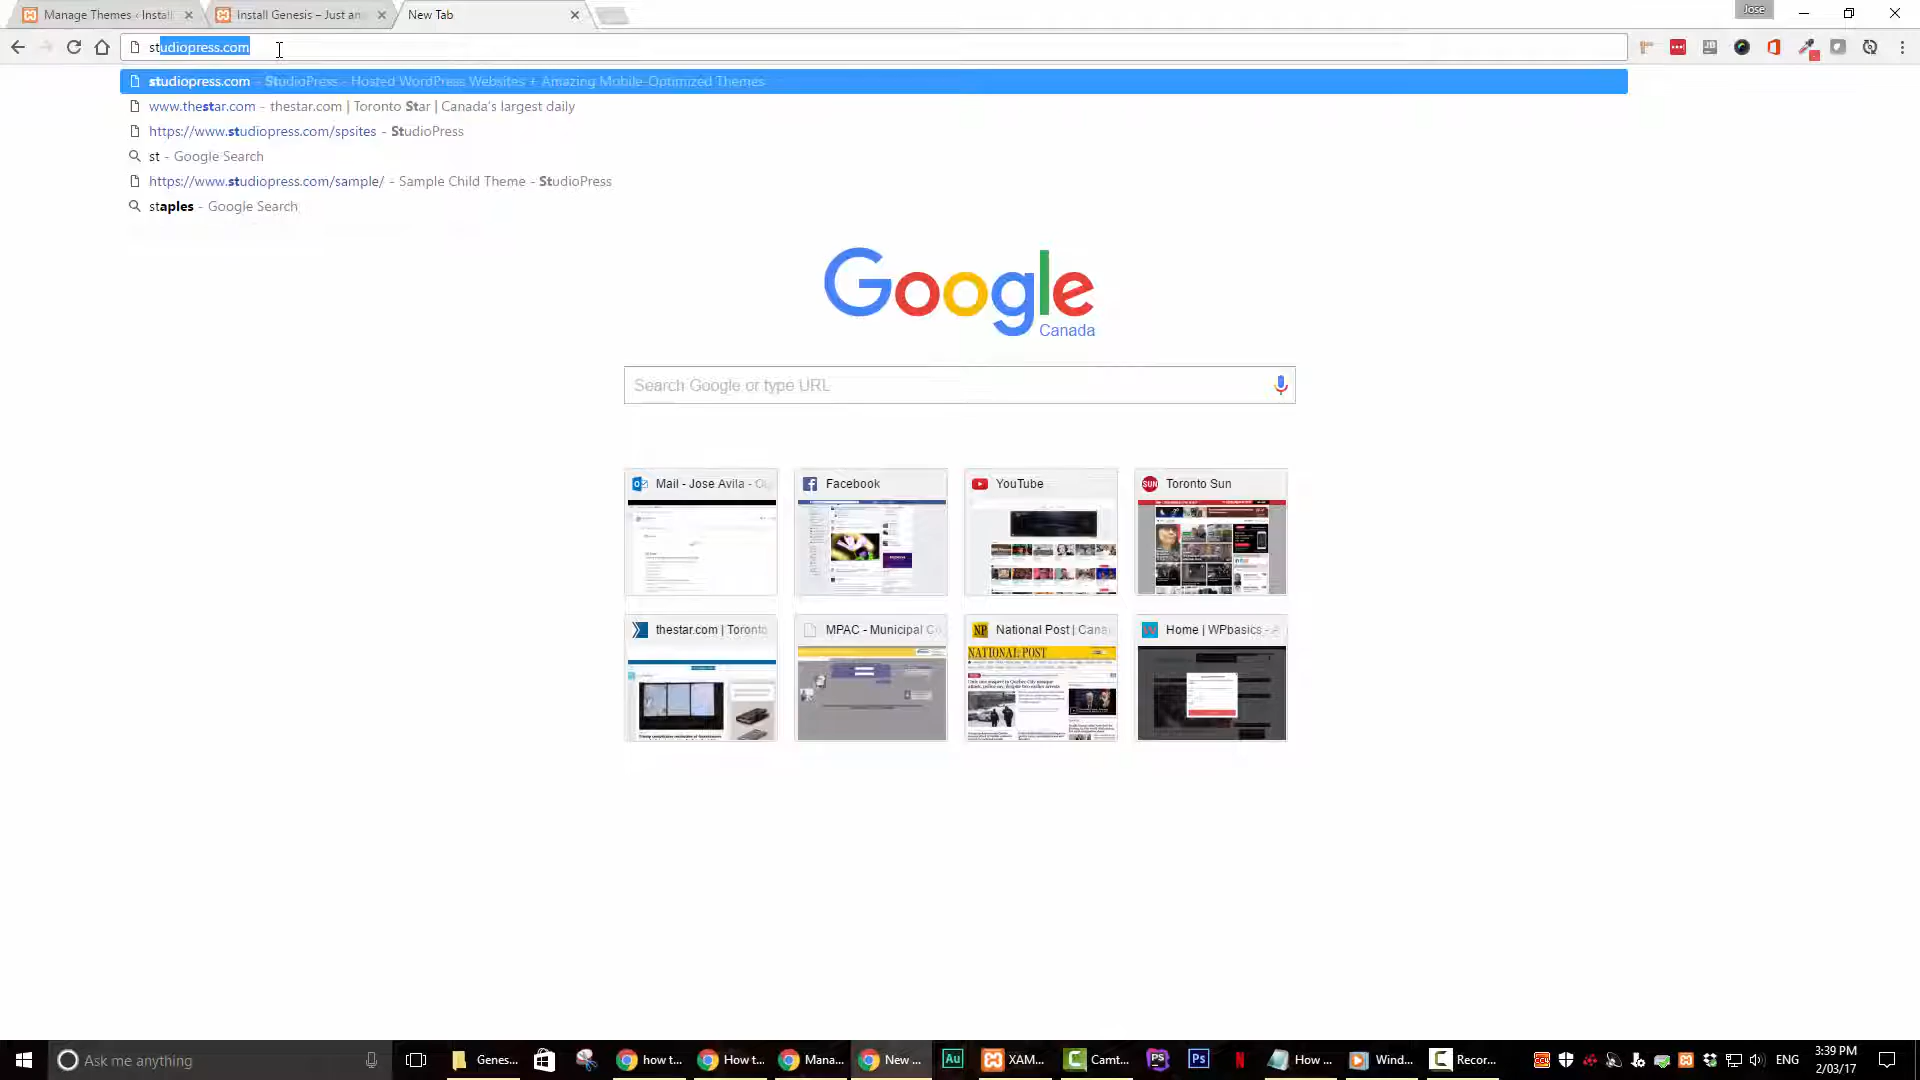 Manage Themes ‹ Install
Install Genesis – Just an
New Tab
Jose
studiopress.com
studiopress.com - StudioPress - Hosted WordPress Websites + Amazing Mobile-Optimized Themes
www.thestar.com - thestar.com | Toronto Star | Canada's largest daily
https://www.studiopress.com/spsites - StudioPress
st - Google Search
https://www.studiopress.com/sample/ - Sample Child Theme - StudioPress
staples - Google Search
Google
Canada
Search Google or type URL
Mail - Jose Avila - O
Facebook
YouTube
SUN Toronto Sun
thestar.com | Toronto
MPAC - Municipal Co
NP National Post | Cana
Home | WPbasics - A
NATIONAL POST
Ask me anything
Genes...
how t...
How t...
Mana...
New ...
Au
XAM...
Camt...
PS
Ps
How ...
Wind...
Recor...
ENG
3:39 PM
2/03/17